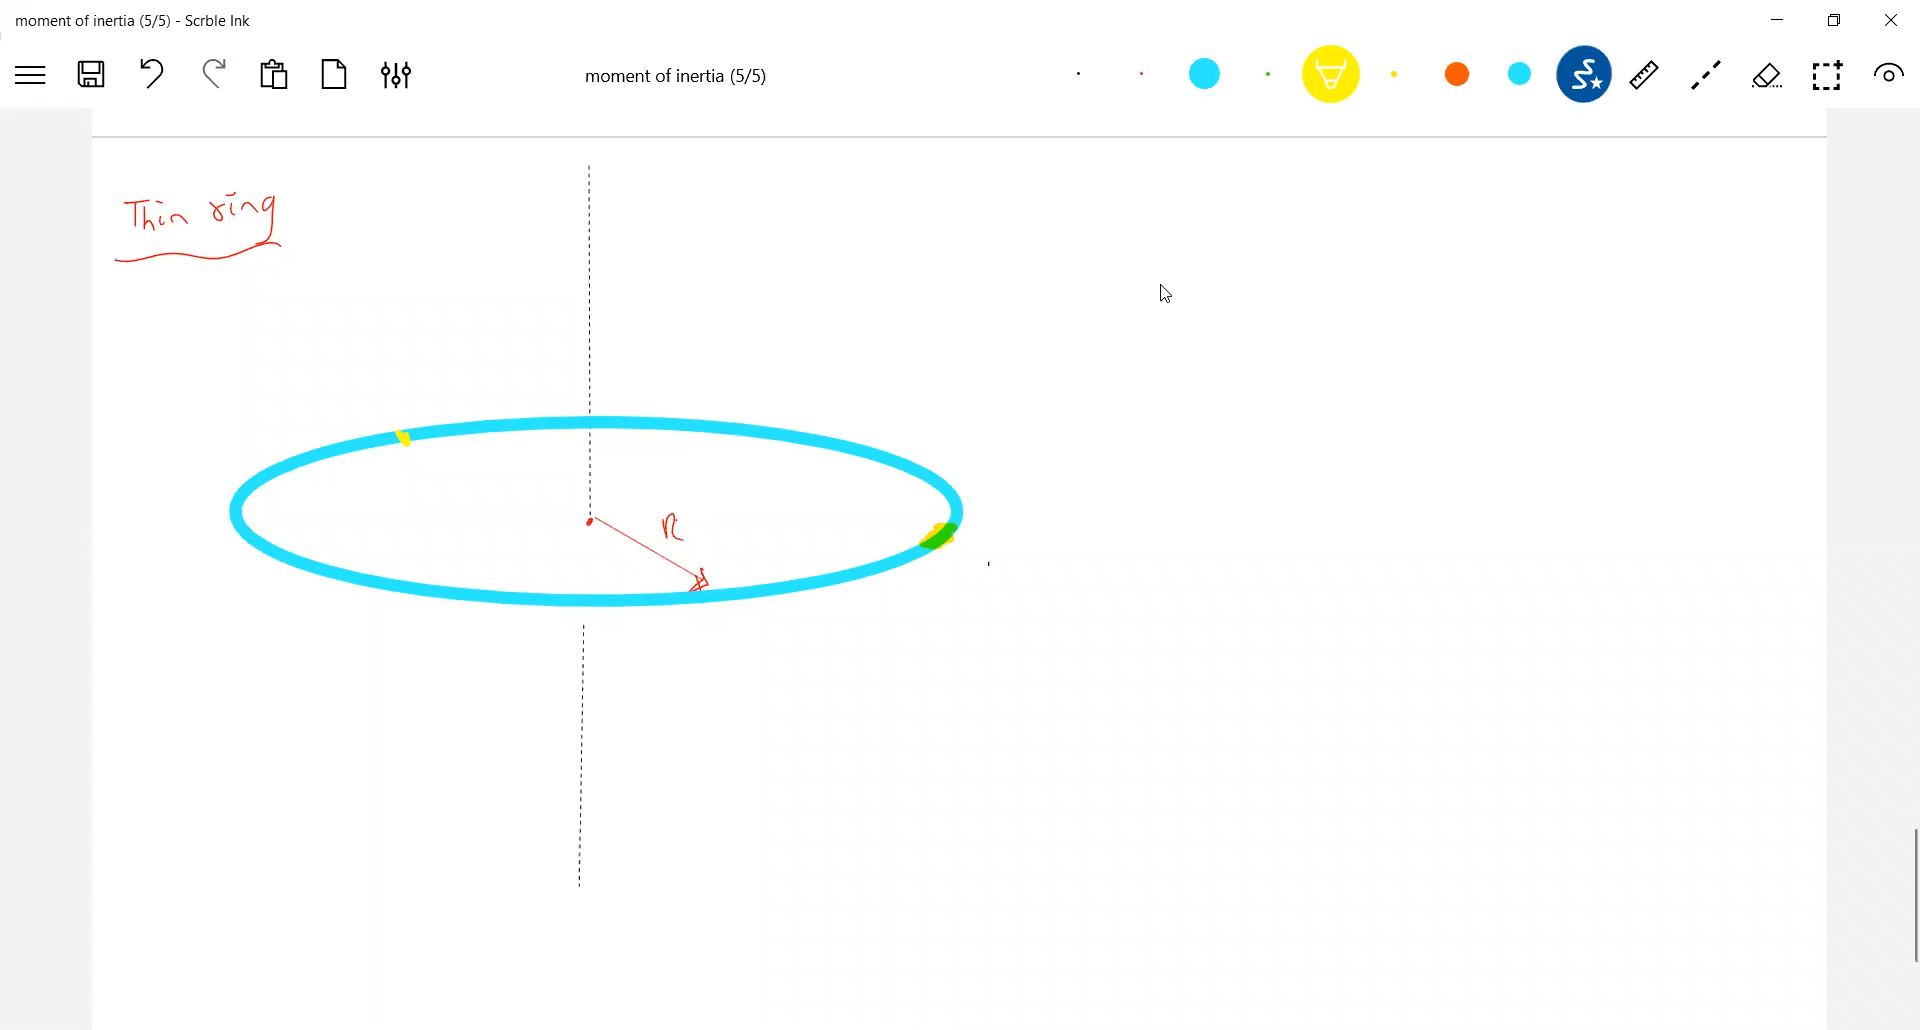 moment of inertia (5/5) - Scrble Ink
moment of inertia (5/5)
Thin ring
R